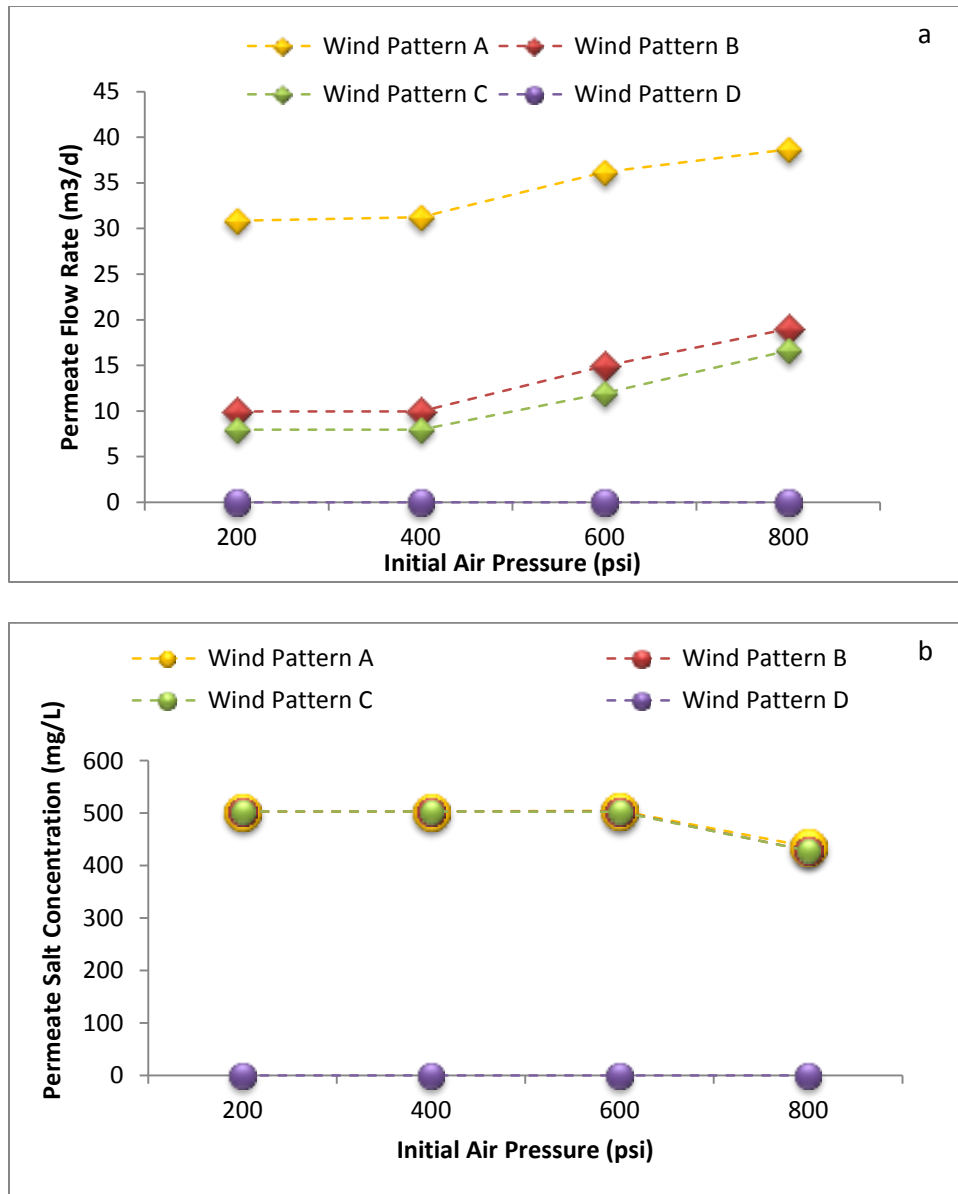 a
Wind Pattern A Wind Pattern B
Wind Pattern C Wind Pattern D
Permeate Flow Rate (m3/d)
45
40
35
30
25
20
15
10
5
0
200 400 600 800
Initial Air Pressure (psi)
b
Wind Pattern A Wind Pattern B
Wind Pattern C Wind Pattern D
Permeate Salt Concentration (mg/L)
600
500
400
300
200
100
0
200 400 600 800
Initial Air Pressure (psi)